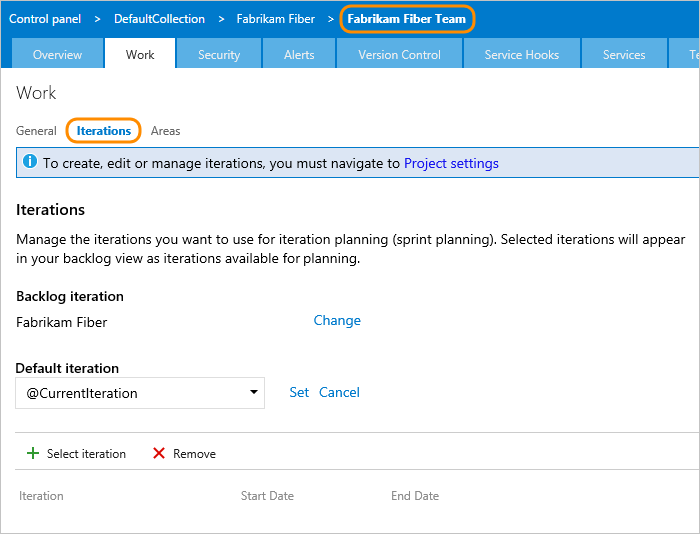 Control panel > DefaultCollection > Fabrikam Fiber > Fabrikam Fiber Team
Overview Work Security Alerts Version Control Service Hooks Services Te
Work
General Iterations Areas
To create, edit or manage iterations, you must navigate to Project settings
Iterations
Manage the iterations you want to use for iteration planning (sprint planning). Selected iterations will appear
in your backlog view as iterations available for planning.
Backlog iteration
Fabrikam Fiber Change
Default iteration
@CurrentIteration Set Cancel
Select iteration Remove
Iteration Start Date End Date